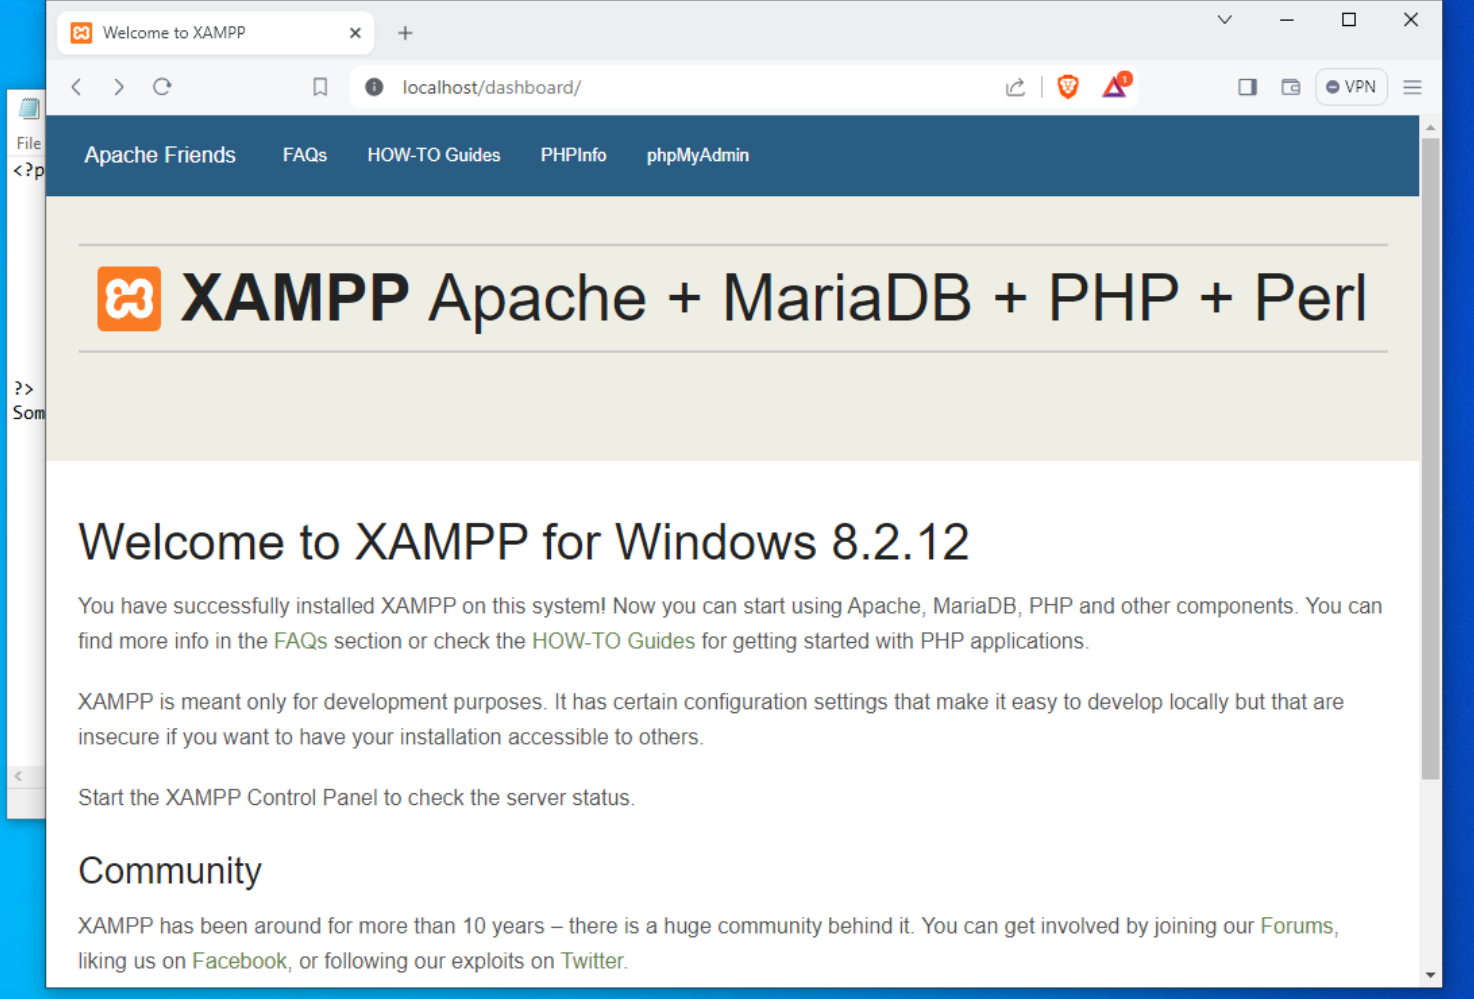 Welcome to XAMPP
localhost/dashboard/
1
VPN
File
<?p
?>
Som
Apache Friends FAQs HOW-TO Guides PHPInfo phpMyAdmin
XAMPP Apache + MariaDB + PHP + Perl
Welcome to XAMPP for Windows 8.2.12
You have successfully installed XAMPP on this system! Now you can start using Apache, MariaDB, PHP and other components. You can
find more info in the FAQs section or check the HOW-TO Guides for getting started with PHP applications.
XAMPP is meant only for development purposes. It has certain configuration settings that make it easy to develop locally but that are
insecure if you want to have your installation accessible to others.
Start the XAMPP Control Panel to check the server status.
Community
XAMPP has been around for more than 10 years – there is a huge community behind it. You can get involved by joining our Forums,
liking us on Facebook, or following our exploits on Twitter.